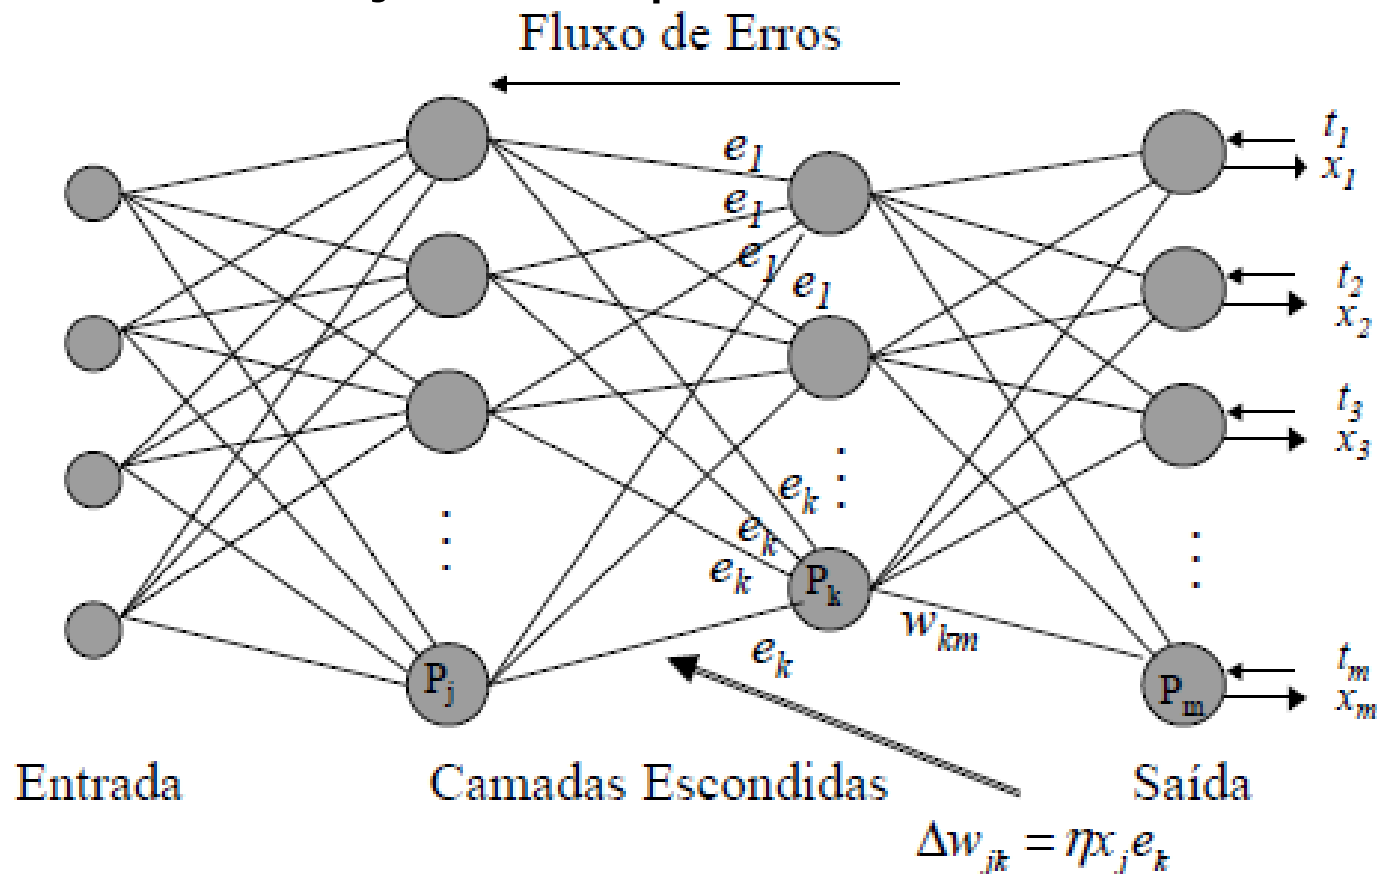 Fluxo de Erros
t₁
x₁
e₁
e₁
e₁
e₁
t₂
x₂
t₃
x₃
eₖ
eₖ
eₖ
Pₖ
wₖₘ
eₖ
Pⱼ
Pₘ
tₘ
xₘ
Entrada
Camadas Escondidas
Saída
Δwⱼₖ = ηxⱼeₖ